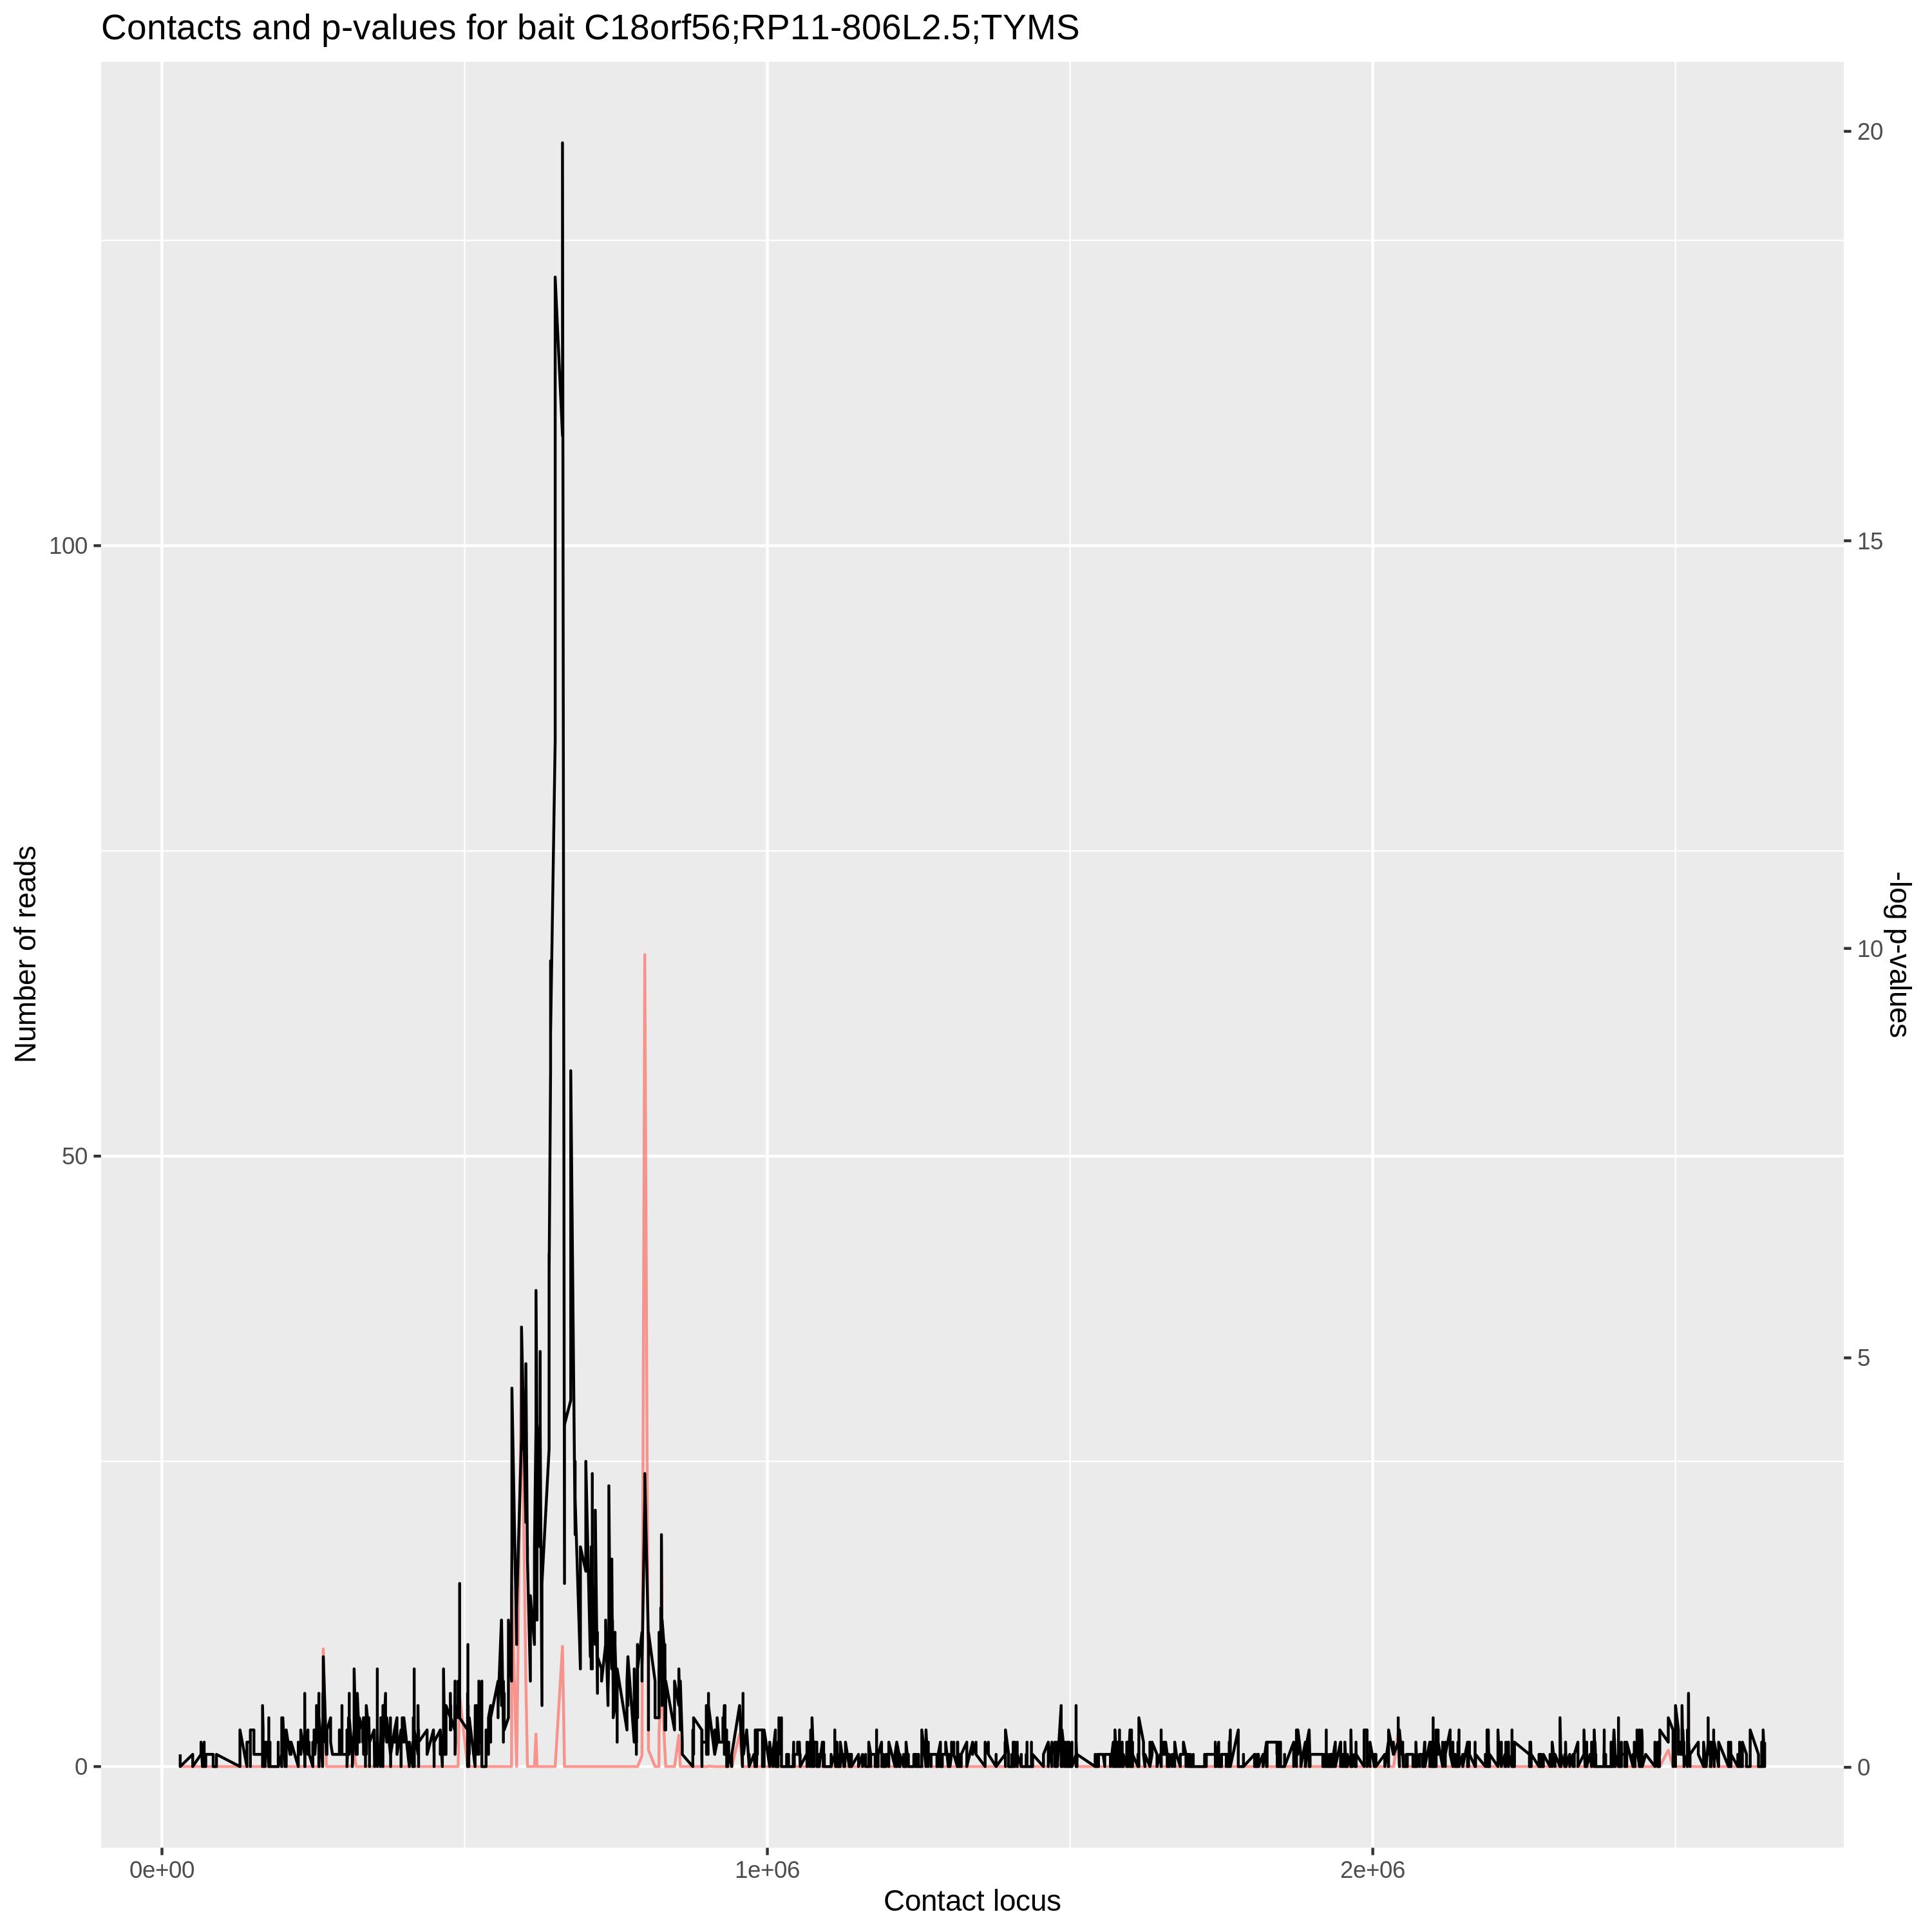 Contacts and p-values for bait C18orf56;RP11-806L2.5;TYMS
20
100
15
Number of reads
-log p-values
10
50
5
0
0
0e+00
1e+06
2e+06
Contact locus